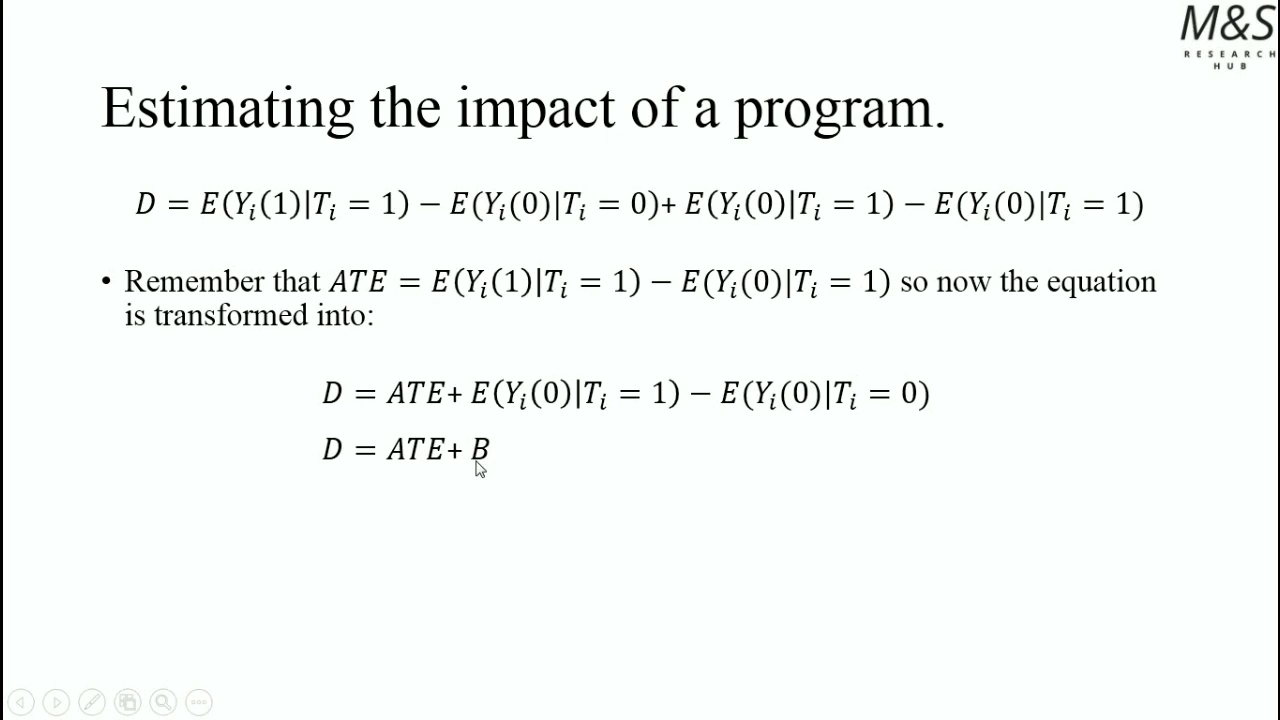 M&S
RESEARCH
HUB
Estimating the impact of a program.
D = E(Yᵢ(1)|Tᵢ = 1) − E(Yᵢ(0)|Tᵢ = 0)+ E(Yᵢ(0)|Tᵢ = 1) − E(Yᵢ(0)|Tᵢ = 1)
• Remember that ATE = E(Yᵢ(1)|Tᵢ = 1) − E(Yᵢ(0)|Tᵢ = 1) so now the equation
is transformed into:
D = ATE+ E(Yᵢ(0)|Tᵢ = 1) − E(Yᵢ(0)|Tᵢ = 0)
D = ATE+ B